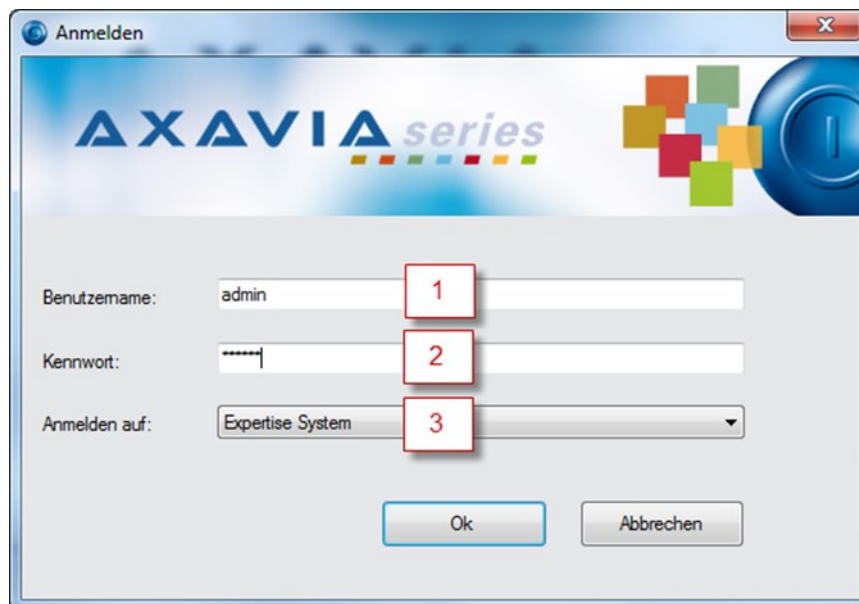 Anmelden
AXAVIA series
Benutzername: admin 1
Kennwort: ****** 2
Anmelden auf: Expertise System 3
Ok Abbrechen